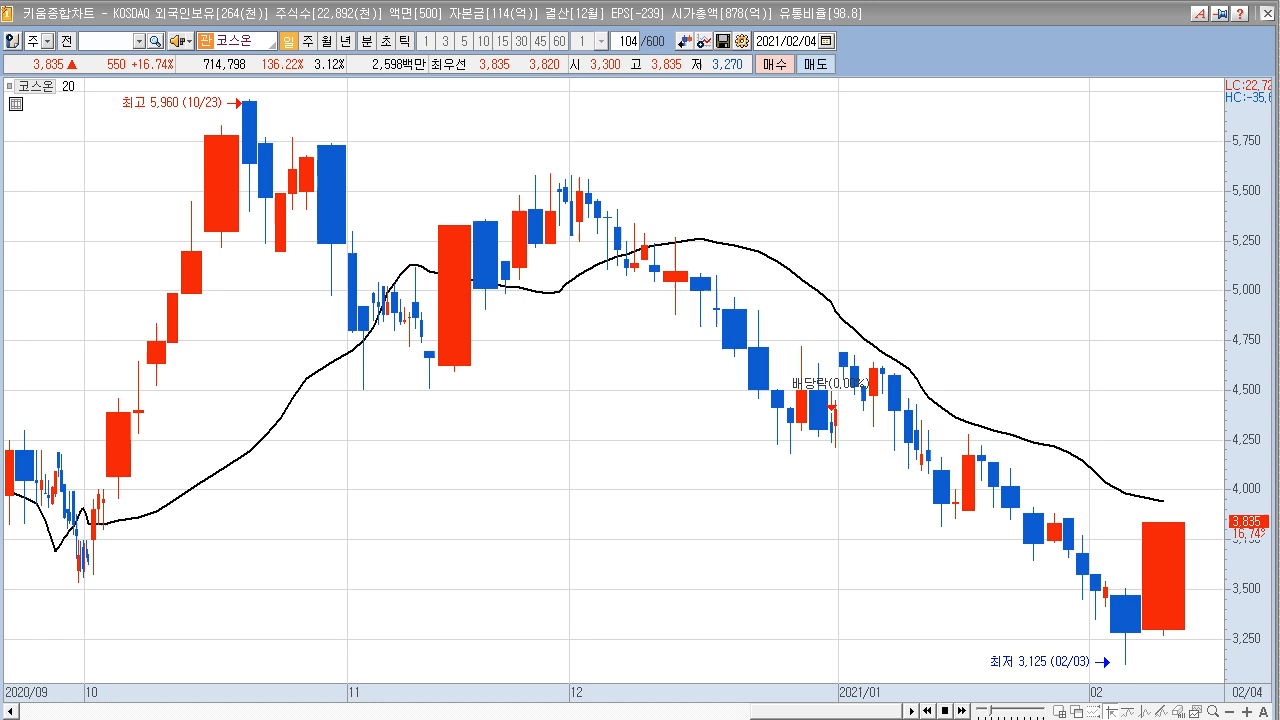 키움종합차트 - KOSDAQ 외국인보유[264(천)] 주식수[22,892(천)] 액면[500] 자본금[114(억)] 결산[12월] EPS[-239] 시가총액[878(억)] 유통비율[98.8]
주 전 관 코스온 일 주 월 년 분 초 틱 1 3 5 10 15 30 45 60 1 104 /600 2021/02/04
3,835 ▲ 550 +16.74% 714,798 136.22% 3.12% 2,598백만 최우선 3,835 3,820 시 3,300 고 3,835 저 3,270 매수 매도
코스온 20
LC:22,72
HC:-35,6
최고 5,960 (10/23)
5,750
5,500
5,250
5,000
4,750
배당락(0.00%)
4,500
4,250
4,000
3,835
16.74%
3,500
3,250
최저 3,125 (02/03)
2020/09 10 11 12 2021/01 02 02/04